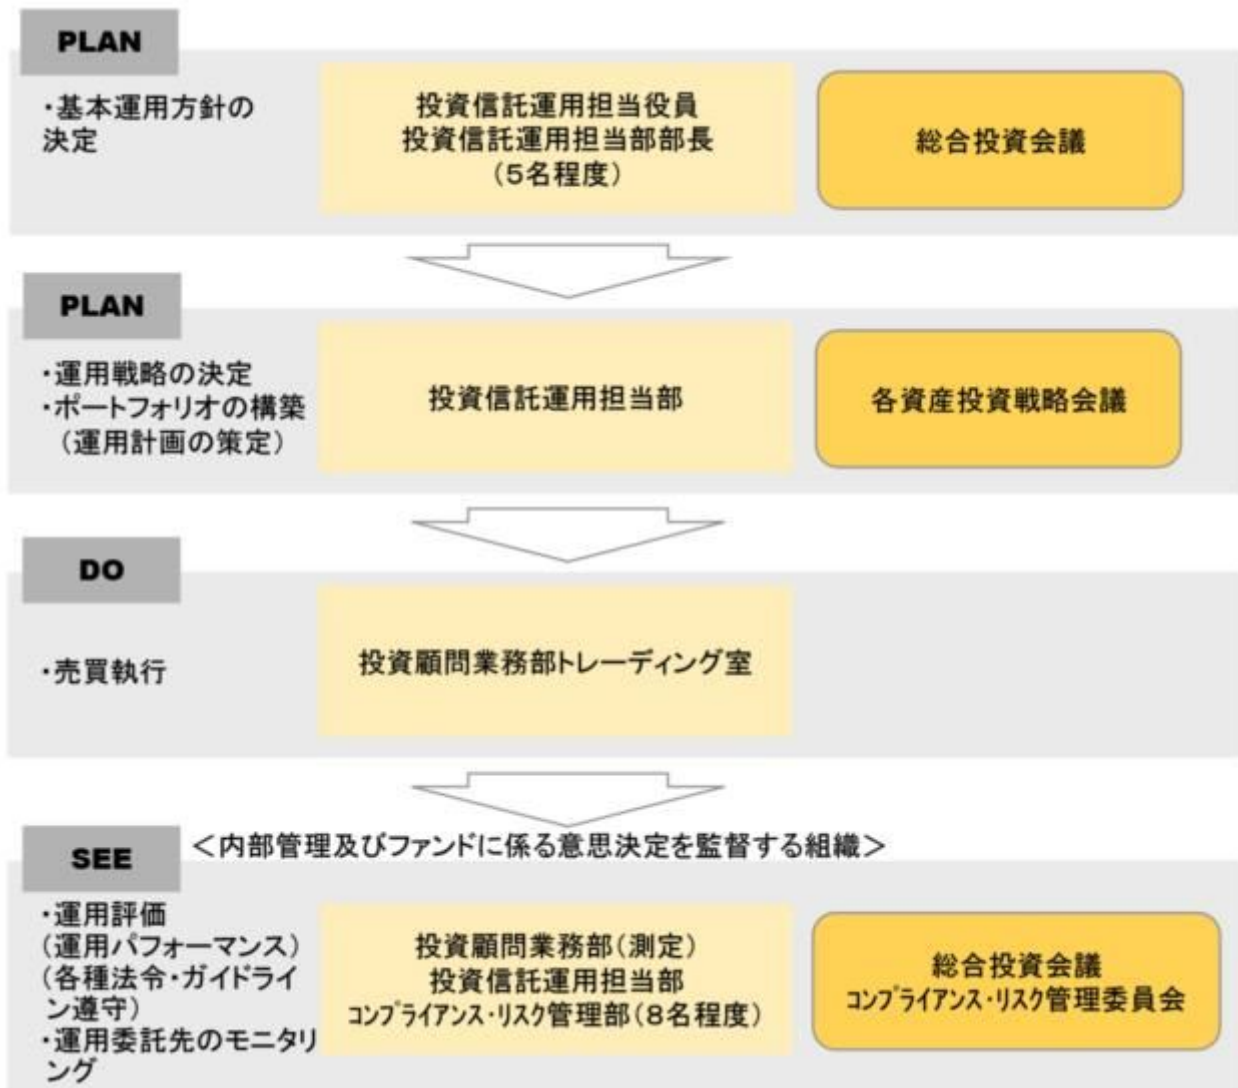 PLAN
・基本運用方針の
決定
投資信託運用担当役員
投資信託運用担当部部長
（５名程度）
総合投資会議
PLAN
・運用戦略の決定
・ポートフォリオの構築
（運用計画の策定）
投資信託運用担当部
各資産投資戦略会議
DO
・売買執行
投資顧問業務部トレーディング室
SEE
＜内部管理及びファンドに係る意思決定を監督する組織＞
・運用評価
(運用パフォーマンス）
(各種法令・ガイドライ
ン遵守）
・運用委託先のモニタリ
ング
投資顧問業務部（測定）
投資信託運用担当部
ｺﾝﾌﾟﾗｲｱﾝｽ・ﾘｽｸ管理部（８名程度）
総合投資会議
ｺﾝﾌﾟﾗｲｱﾝｽ・ﾘｽｸ管理委員会